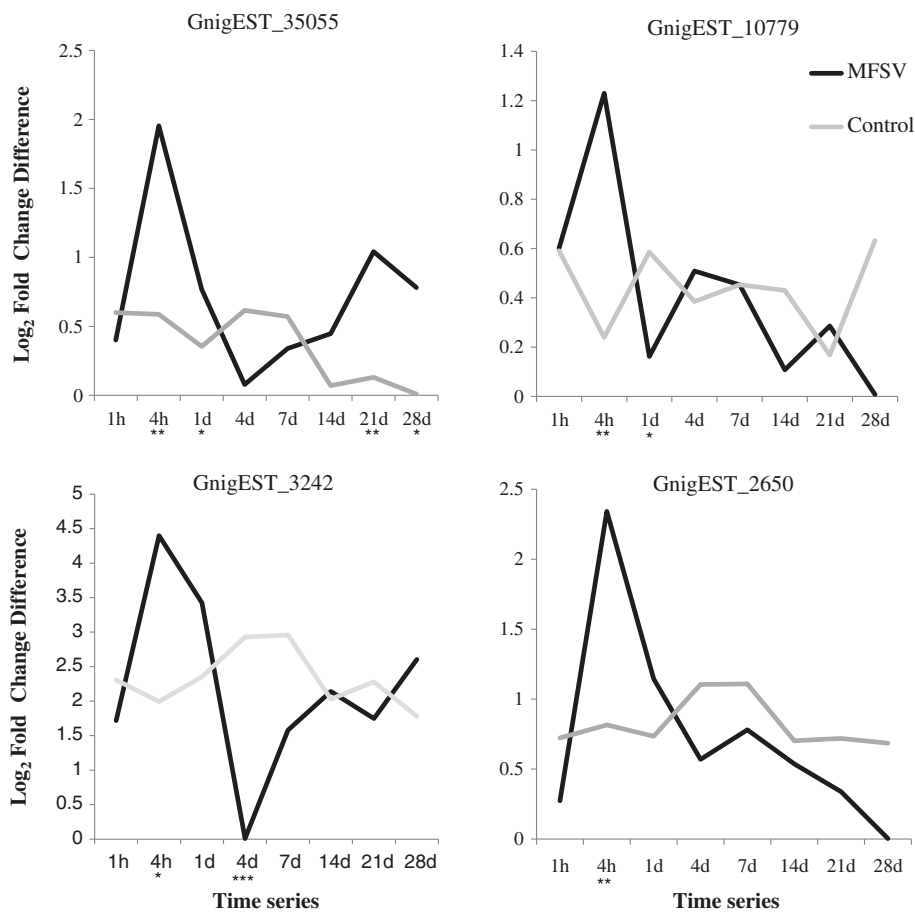 GnigEST_35055
Log₂ Fold Change Difference
2.5
2
1.5
1
0.5
0
1h 4h 1d 4d 7d 14d 21d 28d
** * ** *
GnigEST_10779
MFSV
Control
1.4
1.2
1
0.8
0.6
0.4
0.2
0
1h 4h 1d 4d 7d 14d 21d 28d
** *
GnigEST_3242
Log₂ Fold Change Difference
5
4.5
4
3.5
3
2.5
2
1.5
1
0.5
0
1h 4h 1d 4d 7d 14d 21d 28d
* ***
Time series
GnigEST_2650
2.5
2
1.5
1
0.5
0
1h 4h 1d 4d 7d 14d 21d 28d
**
Time series